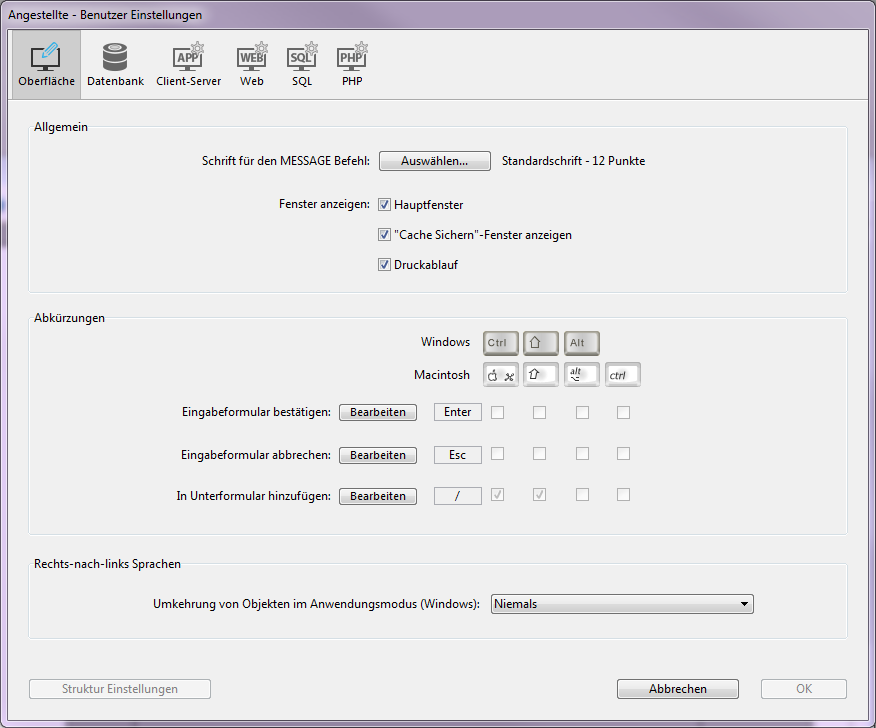 Angestellte - Benutzer Einstellungen
APP WEB SQL PHP
Oberfläche Datenbank Client-Server Web SQL PHP
Allgemein
Schrift für den MESSAGE Befehl: Auswählen... Standardschrift - 12 Punkte
Fenster anzeigen: Hauptfenster
"Cache Sichern"-Fenster anzeigen
Druckablauf
Abkürzungen
Windows Ctrl Alt
Macintosh alt ctrl
Eingabeformular bestätigen: Bearbeiten Enter
Eingabeformular abbrechen: Bearbeiten Esc
In Unterformular hinzufügen: Bearbeiten /
Rechts-nach-links Sprachen
Umkehrung von Objekten im Anwendungsmodus (Windows): Niemals
Struktur Einstellungen Abbrechen OK